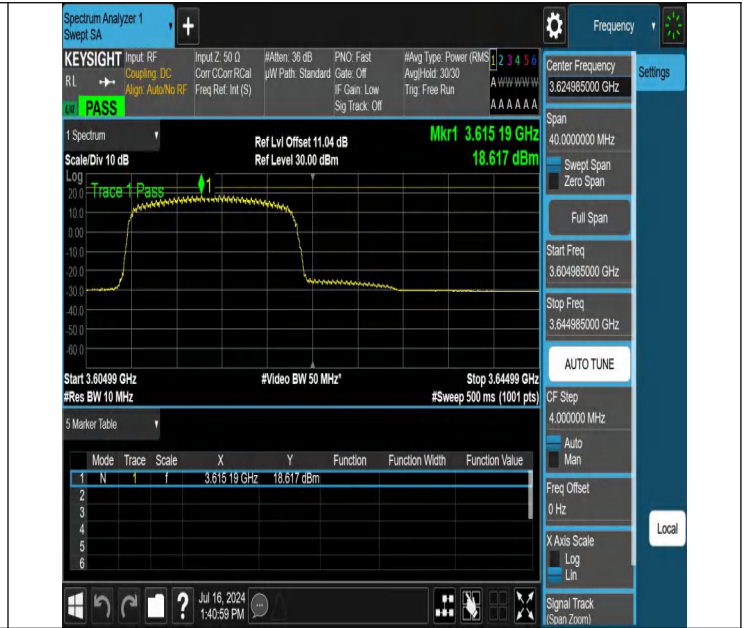 Spectrum Analyzer 1
Swept SA
+
Frequency
KEYSIGHT
RL
PASS
Input: RF
Coupling: DC
Align: Auto/No RF
Input Z: 50 Ω
Corr CCorr RCal
Freq Ref: Int (S)
#Atten: 36 dB
µW Path: Standard
PNO: Fast
Gate: Off
IF Gain: Low
Sig Track: Off
#Avg Type: Power (RMS
Avg|Hold: 30/30
Trig: Free Run
1 2 3 4 5 6
A W W W W W
A A A A A A
1 Spectrum
Scale/Div 10 dB
Ref Lvl Offset 11.04 dB
Ref Level 30.00 dBm
Mkr1 3.615 19 GHz
18.617 dBm
Log
Trace 1 Pass
1
20.0
10.0
0.00
-10.0
-20.0
-30.0
-40.0
-50.0
-60.0
Start 3.60499 GHz
#Res BW 10 MHz
#Video BW 50 MHz*
Stop 3.64499 GHz
#Sweep 500 ms (1001 pts)
5 Marker Table
Mode Trace Scale X Y Function Function Width Function Value
1 N 1 f 3.615 19 GHz 18.617 dBm
2
3
4
5
6
Center Frequency
3.624985000 GHz
Settings
Span
40.0000000 MHz
Swept Span
Zero Span
Full Span
Start Freq
3.604985000 GHz
Stop Freq
3.644985000 GHz
AUTO TUNE
CF Step
4.000000 MHz
Auto
Man
Freq Offset
0 Hz
X Axis Scale
Log
Lin
Local
Signal Track
(Span Zoom)
?
Jul 16, 2024
1:40:59 PM